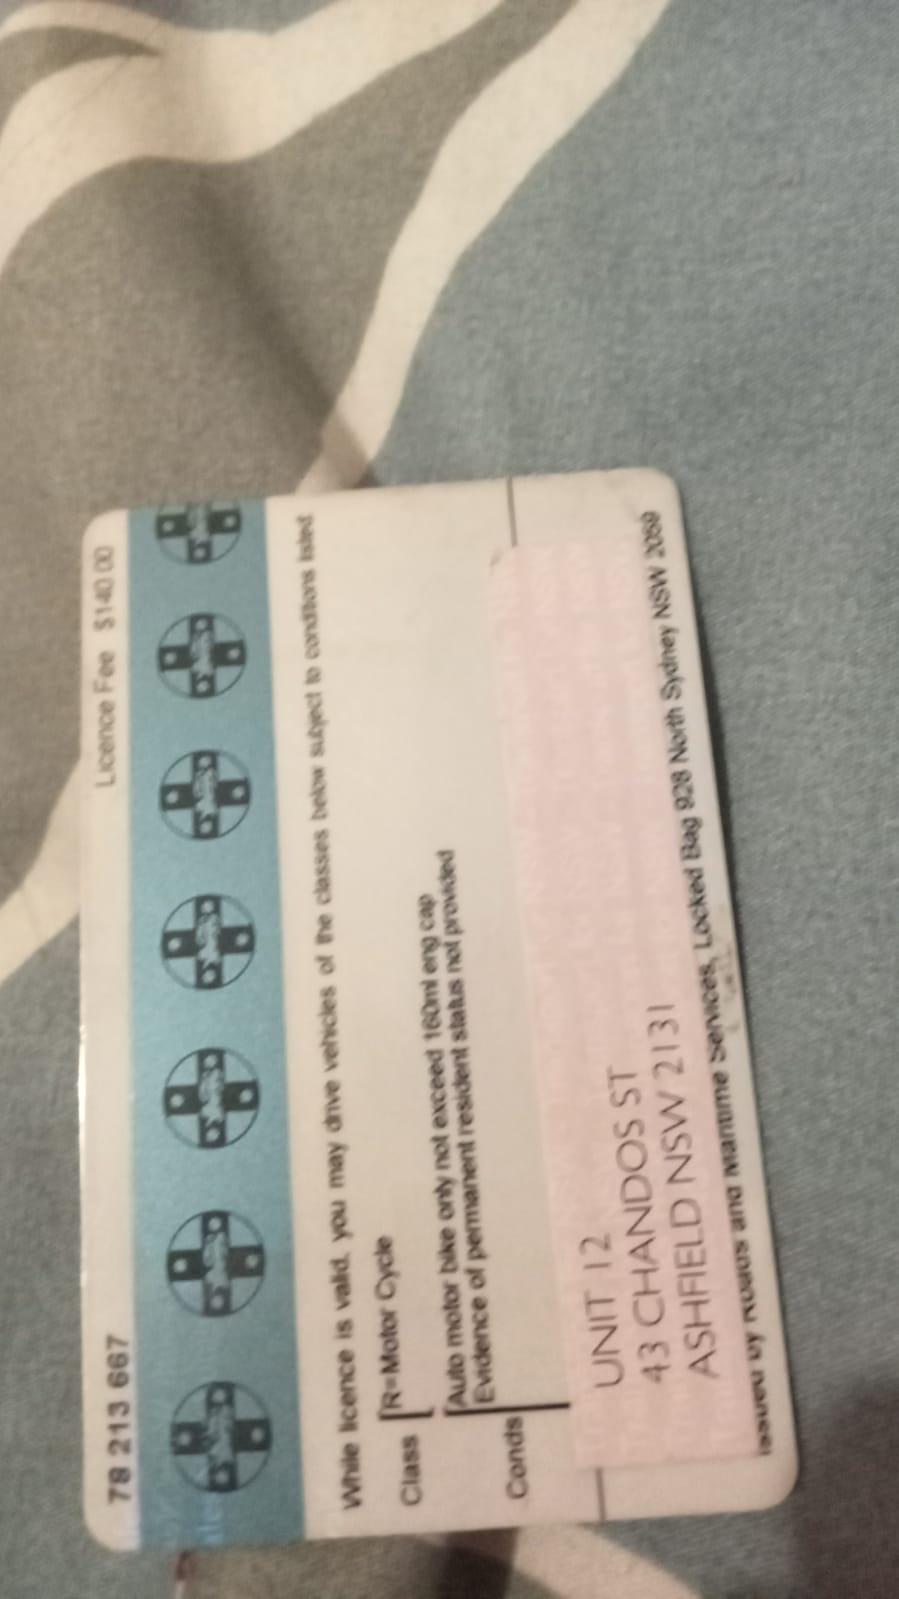 78 213 667 Licence Fee $140.00
While licence is valid, you may drive vehicles of the classes below subject to conditions listed
Class R=Motor Cycle
Auto motor bike only not exceed 160ml eng cap
Conds Evidence of permanent resident status not provided
UNIT 12
43 CHANDOS ST
ASHFIELD NSW 2131
Issued by Roads and Maritime Services, Locked Bag 928 North Sydney NSW 2059